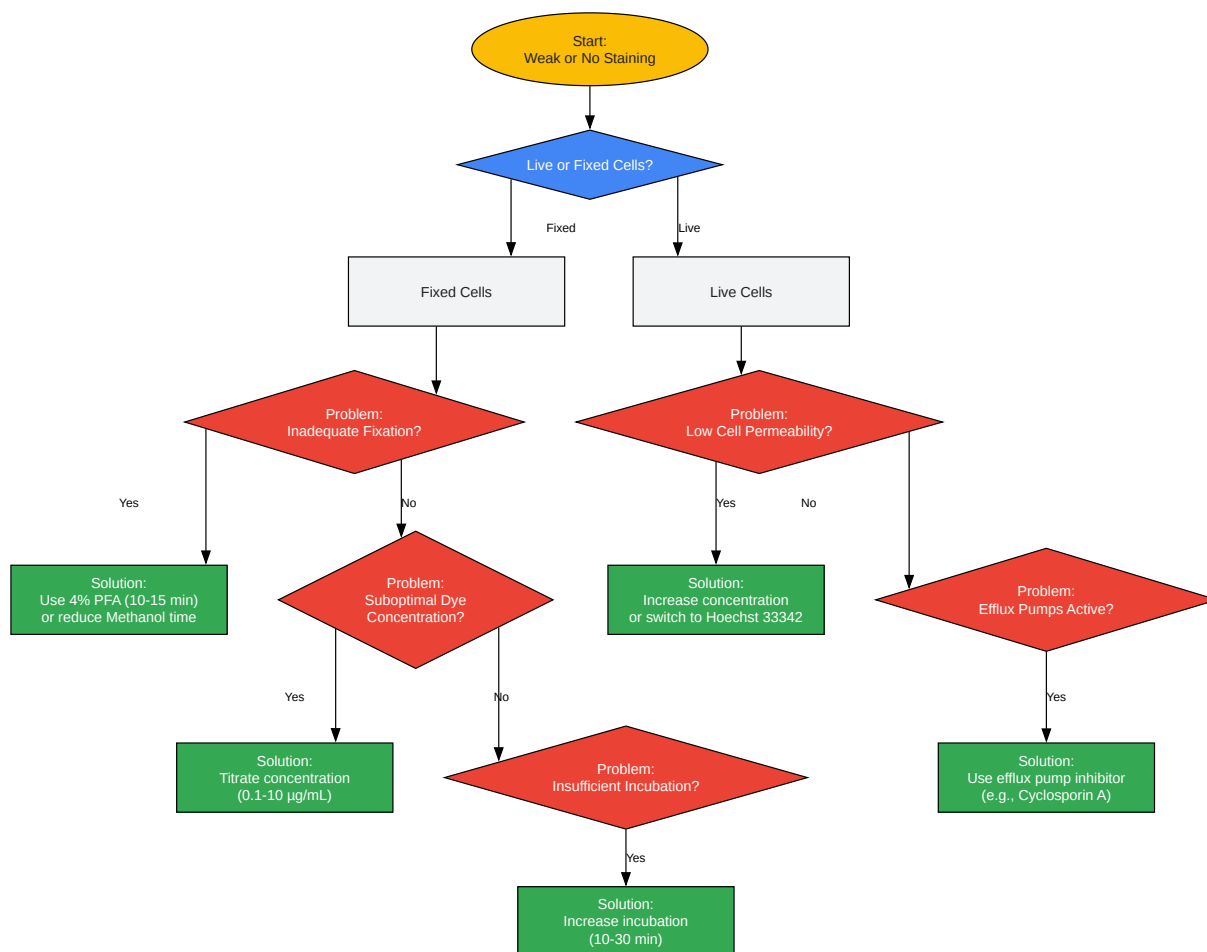 Start:
Weak or No Staining
Live or Fixed Cells?
Fixed
Live
Fixed Cells
Live Cells
Problem:
Inadequate Fixation?
Problem:
Low Cell Permeability?
Yes
No
Yes
No
Solution:
Use 4% PFA (10-15 min)
or reduce Methanol time
Problem:
Suboptimal Dye
Concentration?
Solution:
Increase concentration
or switch to Hoechst 33342
Problem:
Efflux Pumps Active?
Yes
No
Yes
Solution:
Titrate concentration
(0.1-10 µg/mL)
Problem:
Insufficient Incubation?
Solution:
Use efflux pump inhibitor
(e.g., Cyclosporin A)
Yes
Solution:
Increase incubation
(10-30 min)